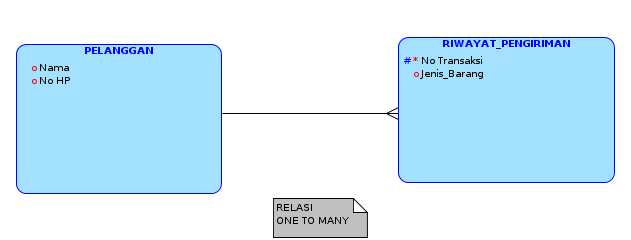 PELANGGAN
Nama
No HP
RIWAYAT_PENGIRIMAN
#* No Transaksi
Jenis_Barang
RELASI
ONE TO MANY